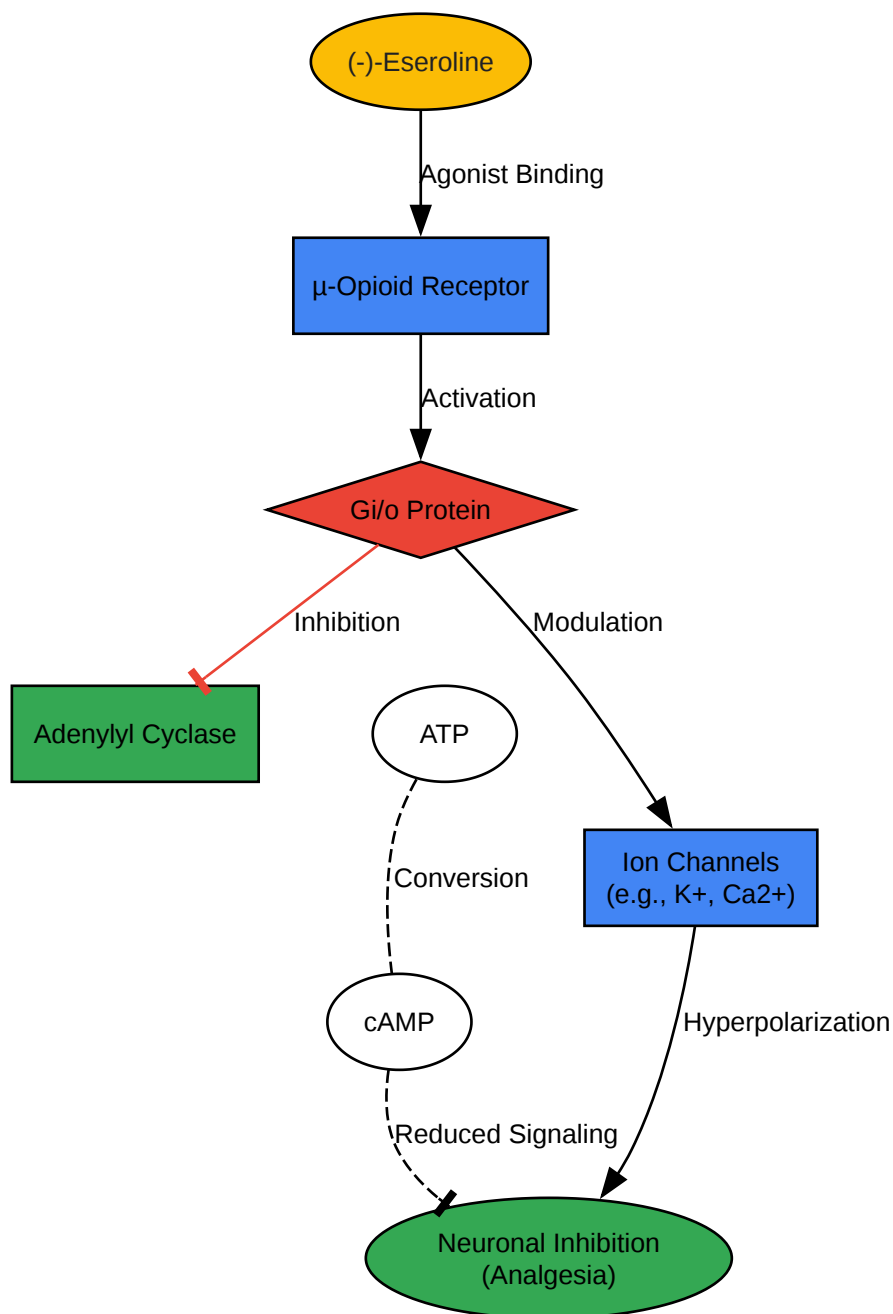 (-)-Eseroline
Agonist Binding
µ-Opioid Receptor
Activation
Gi/o Protein
Inhibition
Modulation
Adenylyl Cyclase
ATP
Ion Channels
(e.g., K+, Ca2+)
Conversion
cAMP
Hyperpolarization
Reduced Signaling
Neuronal Inhibition
(Analgesia)